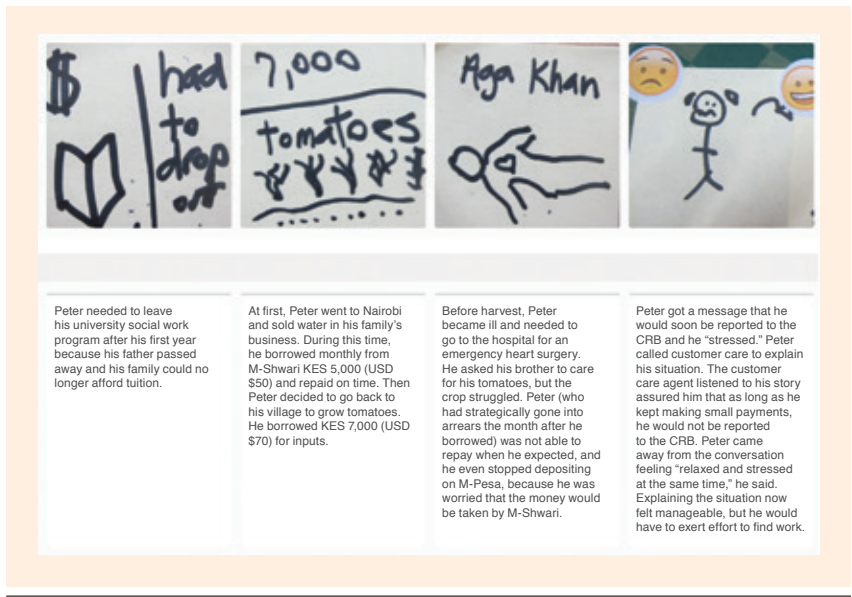 $
had
to
drop
out
7,000
tomatoes
Aga Khan
Peter needed to leave
his university social work
program after his first year
because his father passed
away and his family could no
longer afford tuition.
At first, Peter went to Nairobi
and sold water in his family's
business. During this time,
he borrowed monthly from
M-Shwari KES 5,000 (USD
$50) and repaid on time. Then
Peter decided to go back to
his village to grow tomatoes.
He borrowed KES 7,000 (USD
$70) for inputs.
Before harvest, Peter
became ill and needed to
go to the hospital for an
emergency heart surgery.
He asked his brother to care
for his tomatoes, but the
crop struggled. Peter (who
had strategically gone into
arrears the month after he
borrowed) was not able to
repay when he expected, and
he even stopped depositing
on M-Pesa, because he was
worried that the money would
be taken by M-Shwari.
Peter got a message that he
would soon be reported to the
CRB and he “stressed.” Peter
called customer care to explain
his situation. The customer
care agent listened to his story
assured him that as long as he
kept making small payments,
he would not be reported
to the CRB. Peter came
away from the conversation
feeling “relaxed and stressed
at the same time,” he said.
Explaining the situation now
felt manageable, but he would
have to exert effort to find work.